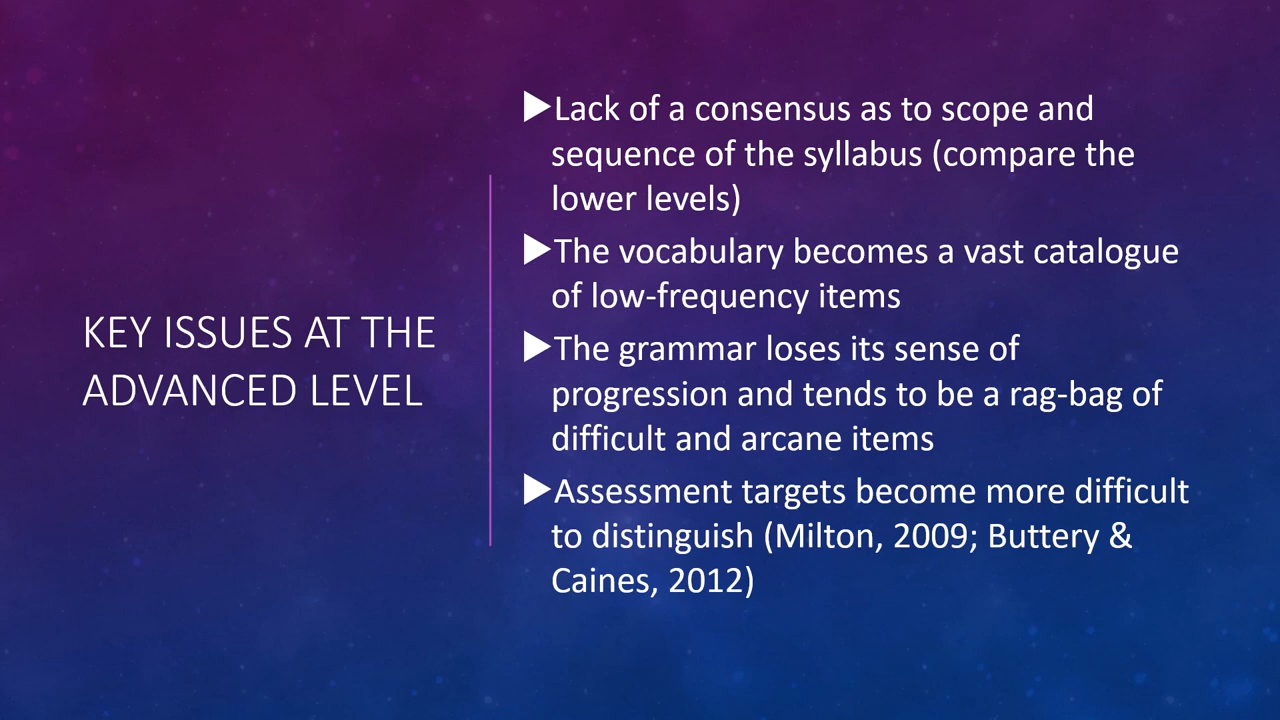 KEY ISSUES AT THE
ADVANCED LEVEL
▶Lack of a consensus as to scope and
sequence of the syllabus (compare the
lower levels)
▶The vocabulary becomes a vast catalogue
of low-frequency items
▶The grammar loses its sense of
progression and tends to be a rag-bag of
difficult and arcane items
▶Assessment targets become more difficult
to distinguish (Milton, 2009; Buttery &
Caines, 2012)